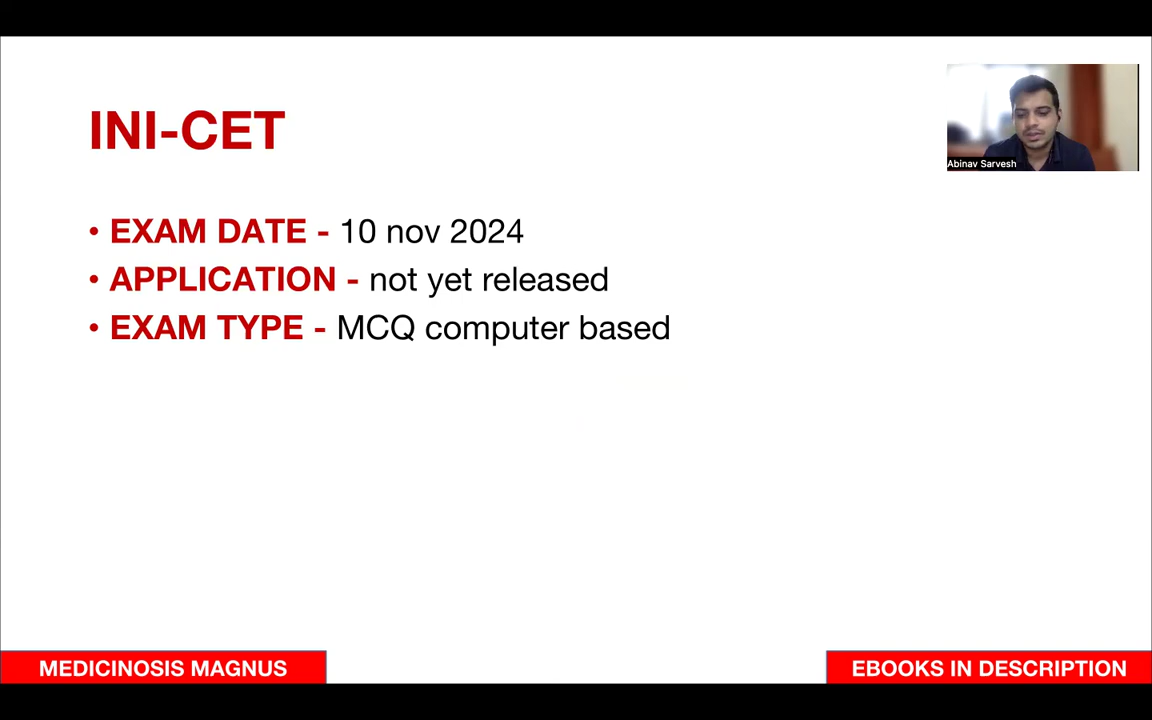 INI-CET
Abinav Sarvesh
• EXAM DATE - 10 nov 2024
• APPLICATION - not yet released
• EXAM TYPE - MCQ computer based
MEDICINOSIS MAGNUS
EBOOKS IN DESCRIPTION